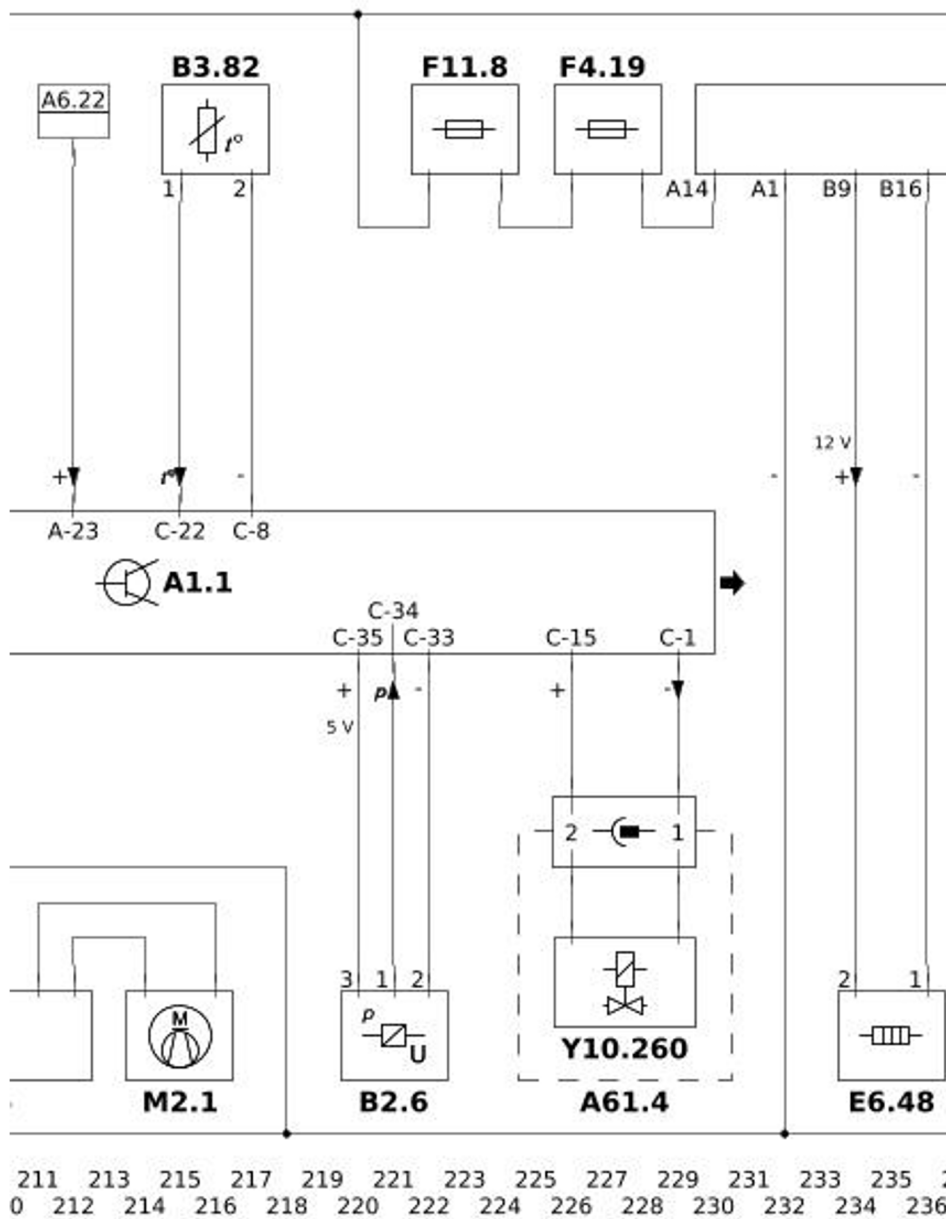 B3.82 F11.8 F4.19
A6.22
t°
1 2 A14 A1 B9 B16
12 V
+ t° - - + -
A-23 C-22 C-8
A1.1
C-34
C-35 C-33 C-15 C-1
+ p - + -
5 V
2 1
3 1 2 2 1
M p U
Y10.260
M2.1 B2.6 A61.4 E6.48
211 213 215 217 219 221 223 225 227 229 231 233 235
0 212 214 216 218 220 222 224 226 228 230 232 234 236